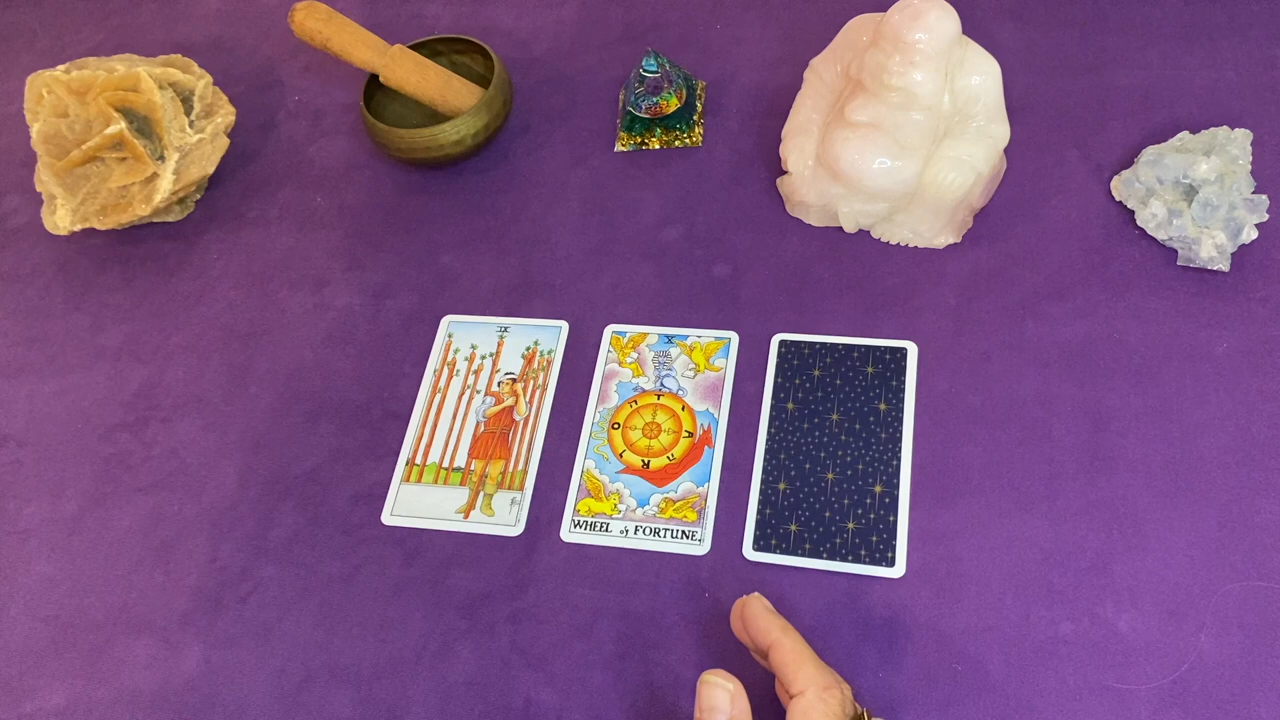 IX
X
ה T י
O A
ו R ה
WHEEL of FORTUNE.